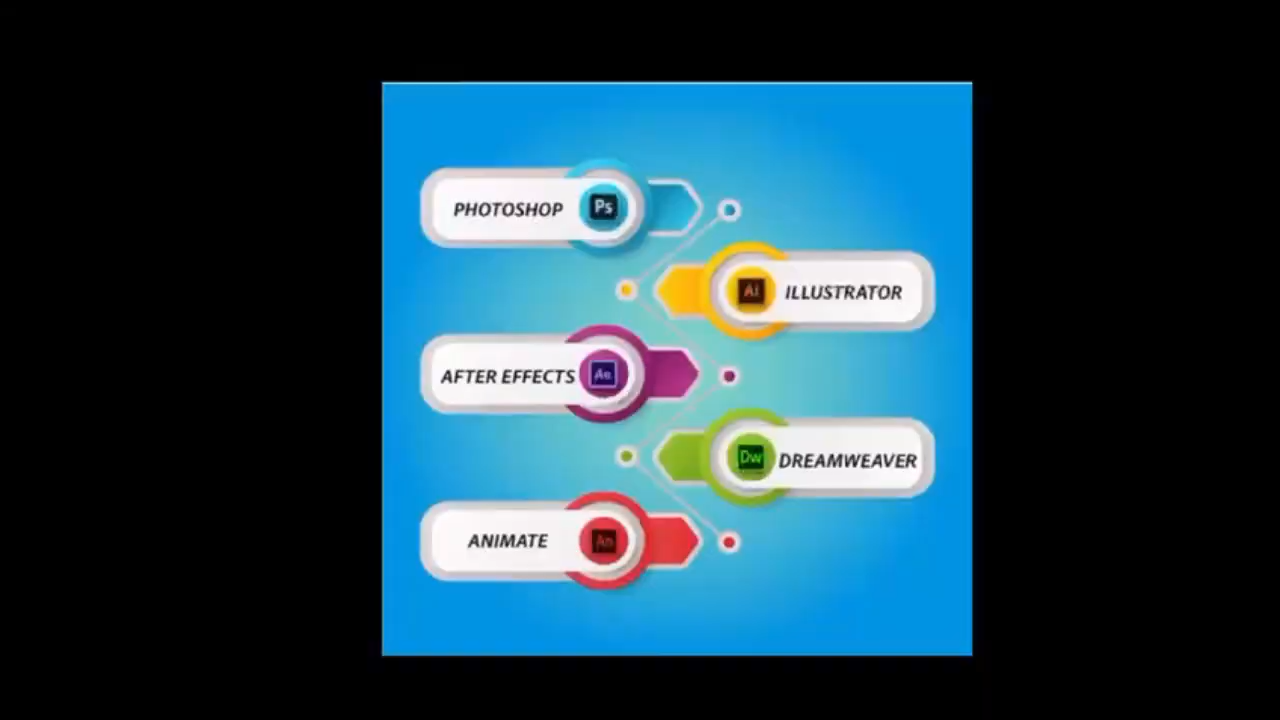 PHOTOSHOP Ps
Ai ILLUSTRATOR
AFTER EFFECTS Ae
Dw DREAMWEAVER
ANIMATE An